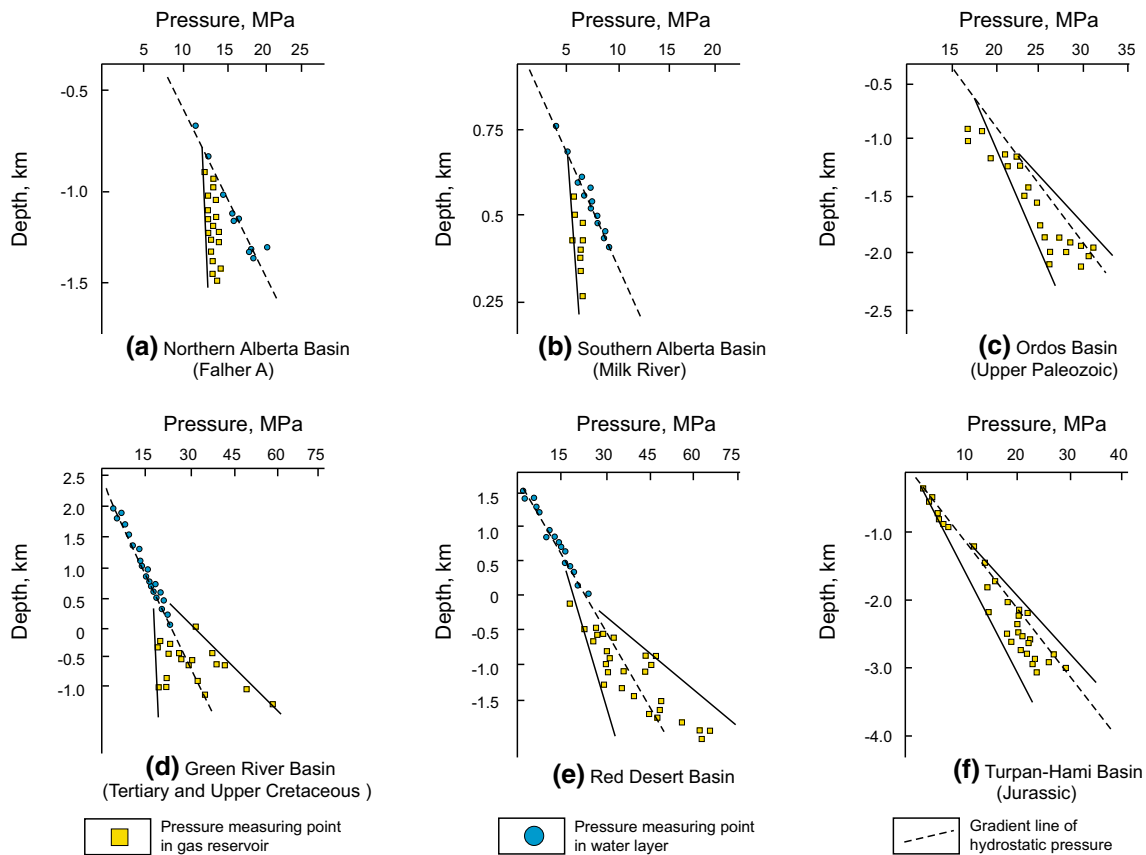 Pressure, MPa
5 10 15 20 25
Depth, km
-0.5
-1.0
-1.5
(a) Northern Alberta Basin
(Falher A)
Pressure, MPa
5 10 15 20
Depth, km
0.75
0.5
0.25
(b) Southern Alberta Basin
(Milk River)
Pressure, MPa
15 20 25 30 35
Depth, km
-0.5
-1.0
-1.5
-2.0
-2.5
(c) Ordos Basin
(Upper Paleozoic)
Pressure, MPa
15 30 45 60 75
Depth, km
2.5
2.0
1.5
1.0
0.5
0
-0.5
-1.0
(d) Green River Basin
(Tertiary and Upper Cretaceous )
Pressure, MPa
15 30 45 75
Depth, km
1.5
1.0
0.5
0
-0.5
-1.0
-1.5
(e) Red Desert Basin
Pressure, MPa
10 20 30 40
Depth, km
-1.0
-2.0
-3.0
-4.0
(f) Turpan-Hami Basin
(Jurassic)
Pressure measuring point
in gas reservoir
Pressure measuring point
in water layer
Gradient line of
hydrostatic pressure